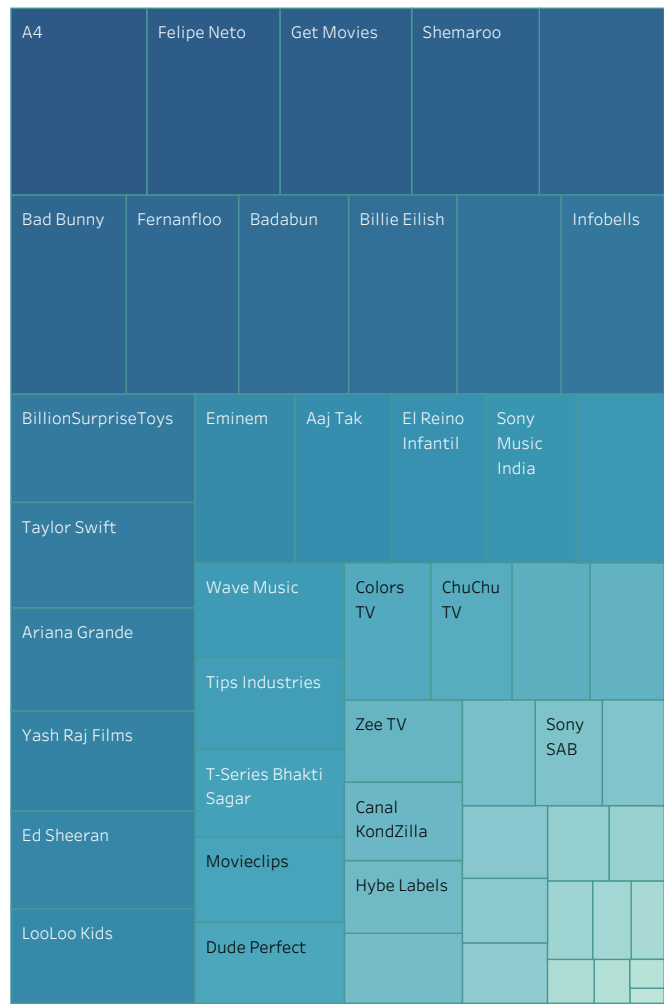 A4
Felipe Neto
Get Movies
Shemaroo
Bad Bunny
Fernanfloo
Badabun
Billie Eilish
Infobells
BillionSurpriseToys
Taylor Swift
Ariana Grande
Yash Raj Films
Ed Sheeran
LooLoo Kids
Eminem
Aaj Tak
El Reino
Infantil
Sony
Music
India
Wave Music
Tips Industries
T-Series Bhakti
Sagar
Movieclips
Dude Perfect
Colors
TV
ChuChu
TV
Zee TV
Canal
KondZilla
Hybe Labels
Sony
SAB